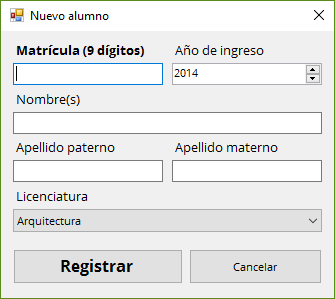 Nuevo alumno
Matrícula (9 dígitos) Año de ingreso
2014
Nombre(s)
Apellido paterno Apellido materno
Licenciatura
Arquitectura
Registrar Cancelar